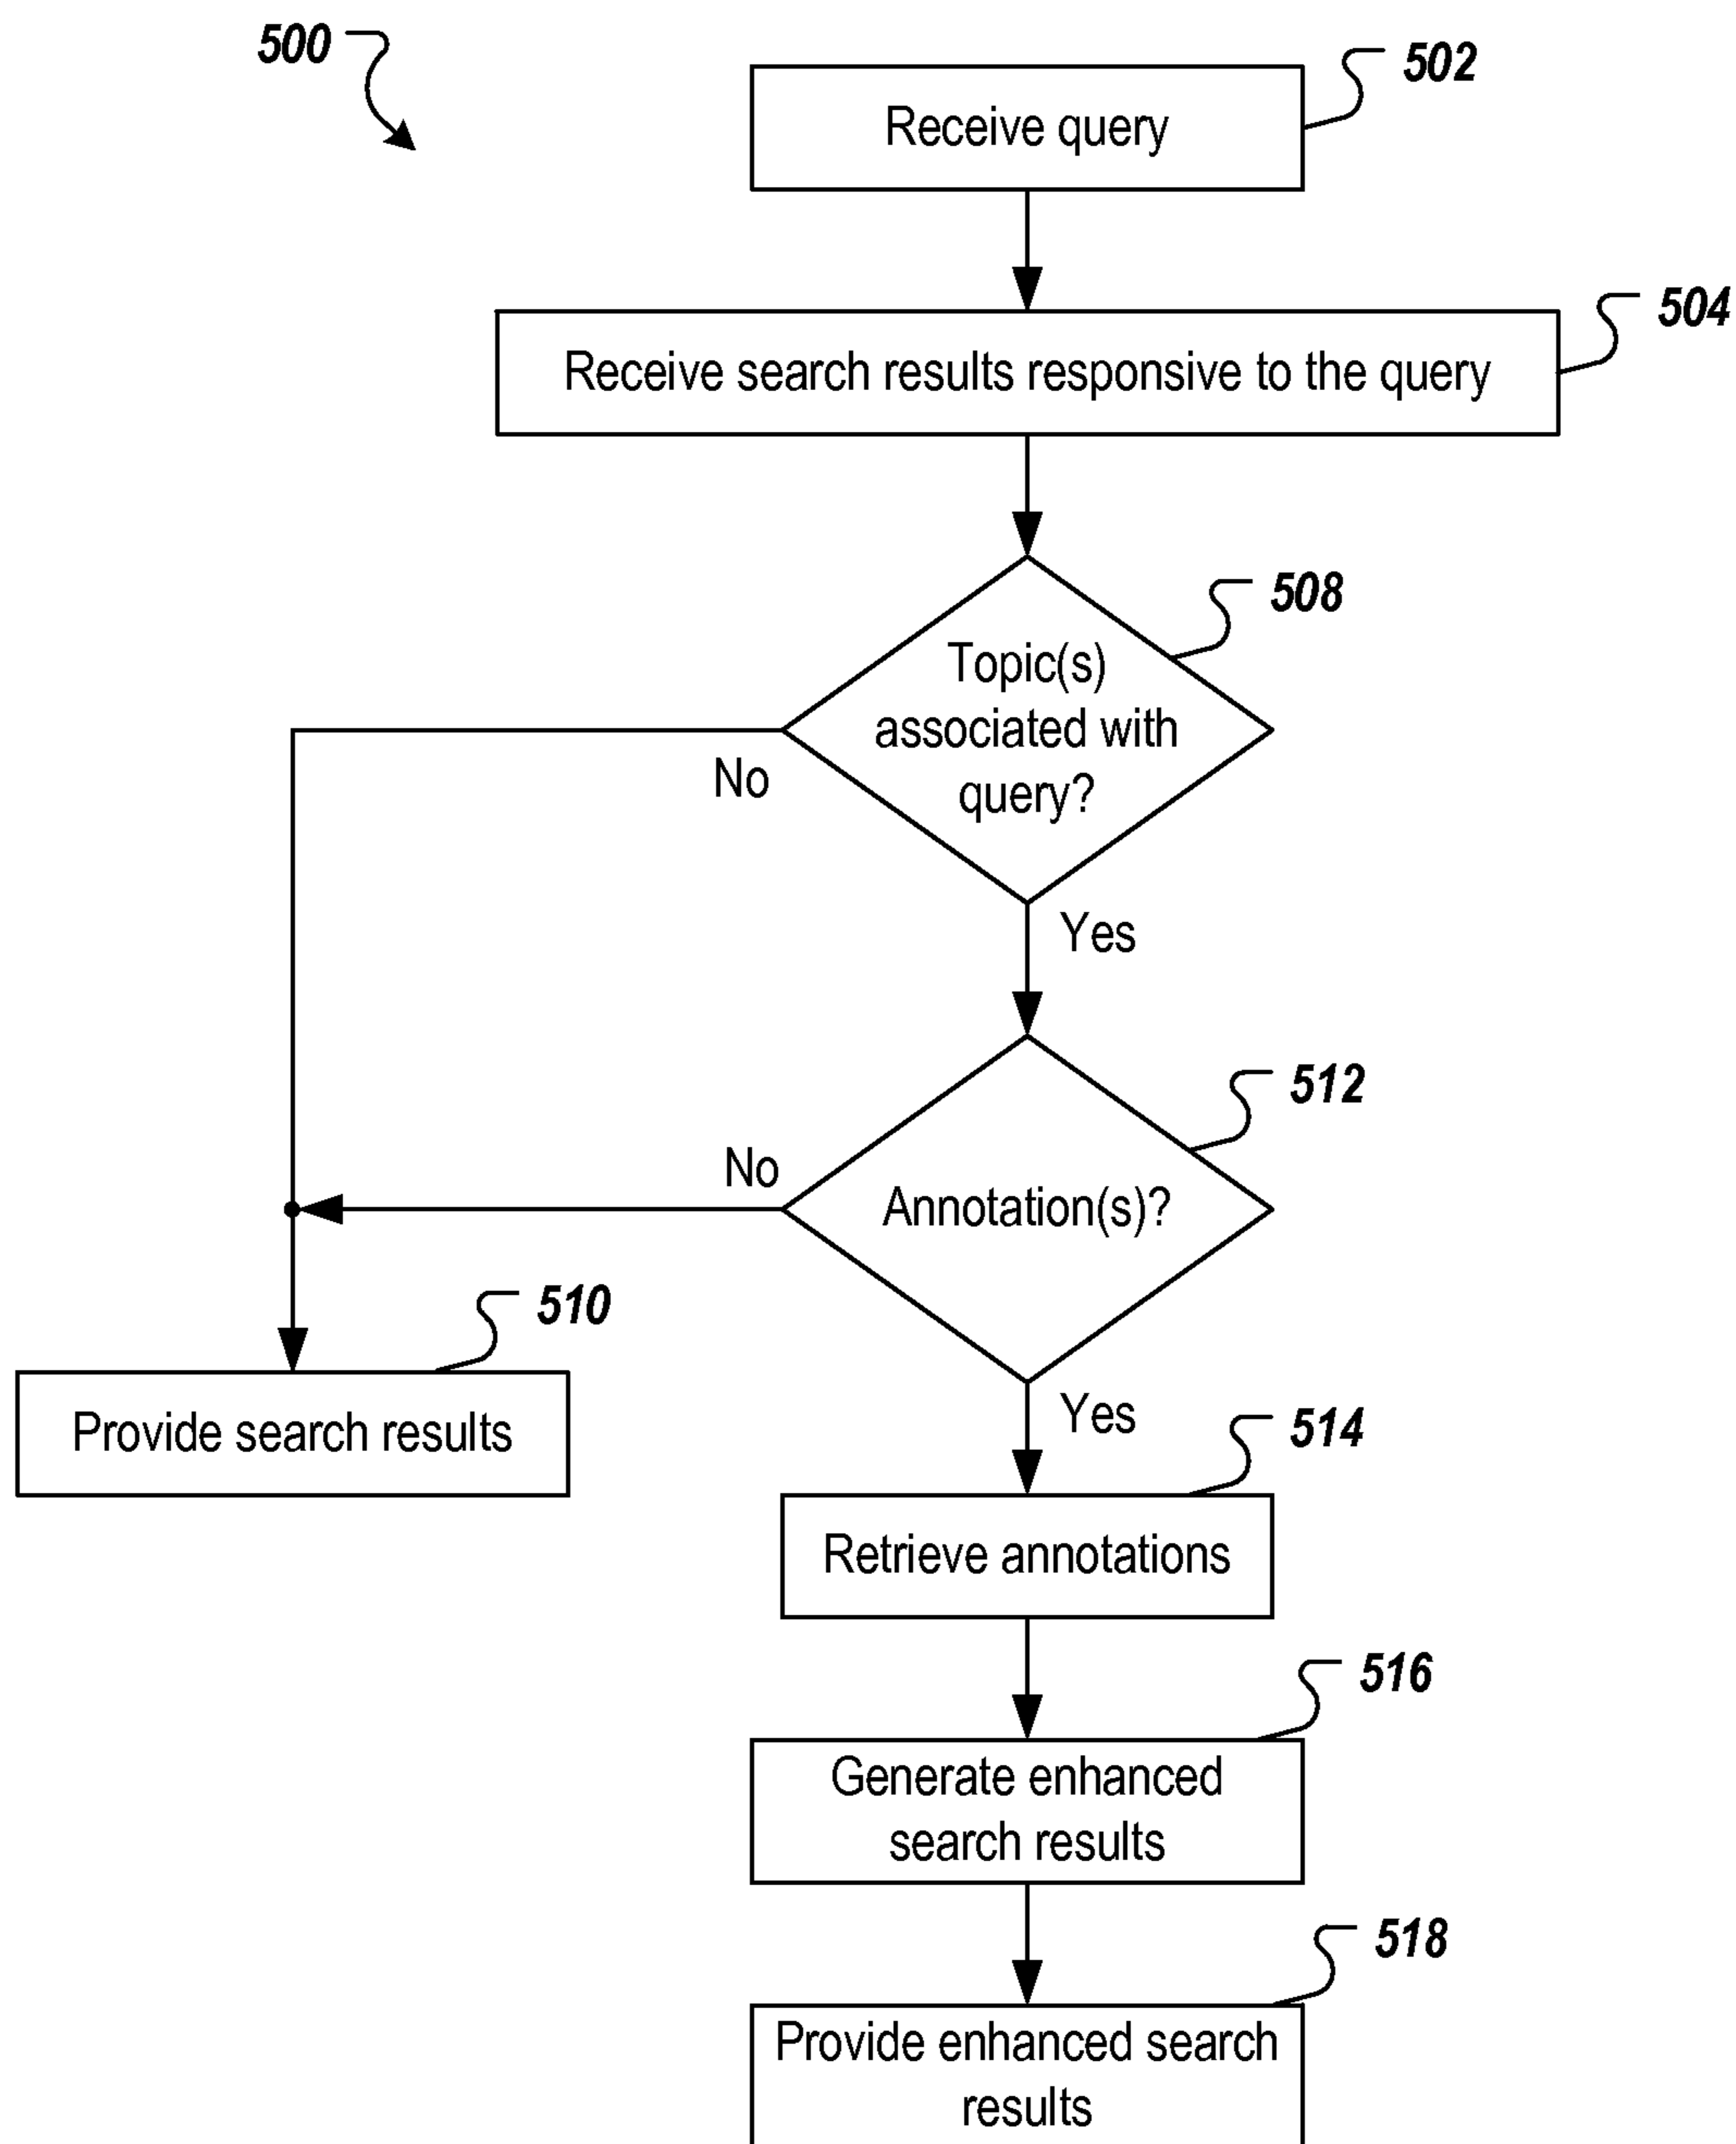 500
502
Receive query
504
Receive search results responsive to the query
508
Topic(s)
associated with
query?
No
Yes
512
No
Annotation(s)?
510
Provide search results
Yes
514
Retrieve annotations
516
Generate enhanced
search results
518
Provide enhanced search
results